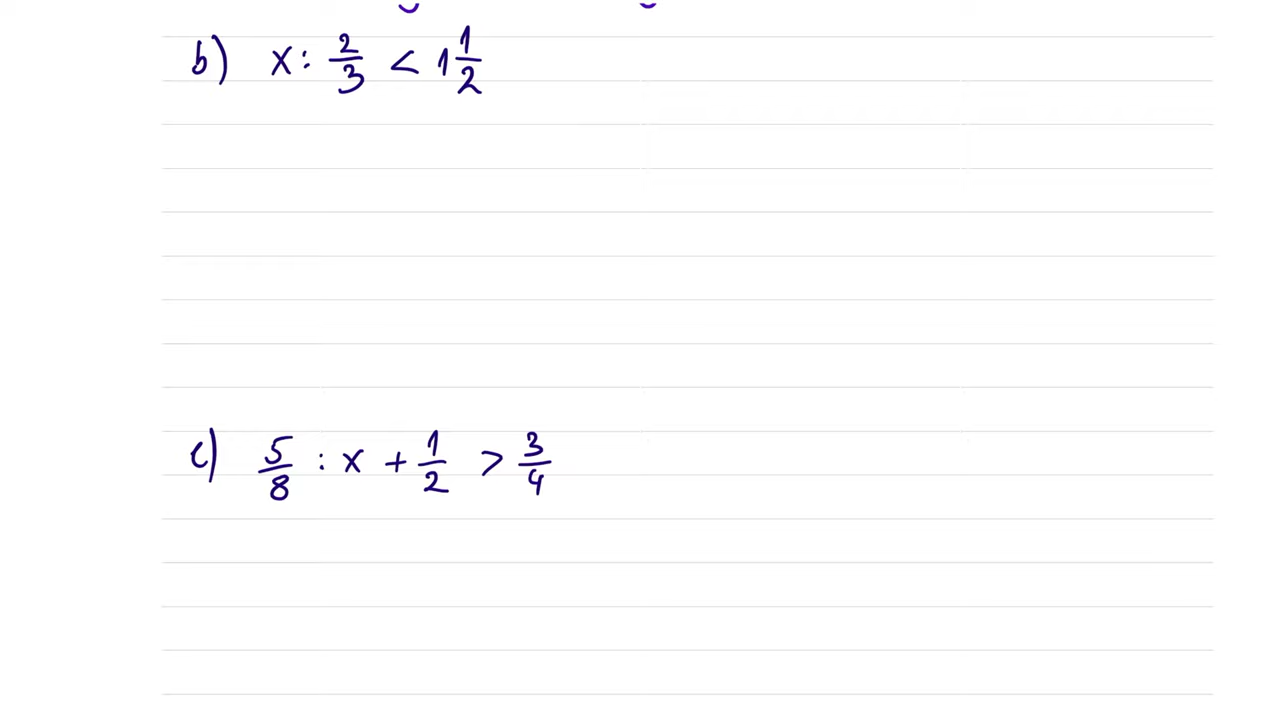 b) x : 2/3 < 1 1/2
c) 5/8 : x + 1/2 > 3/4